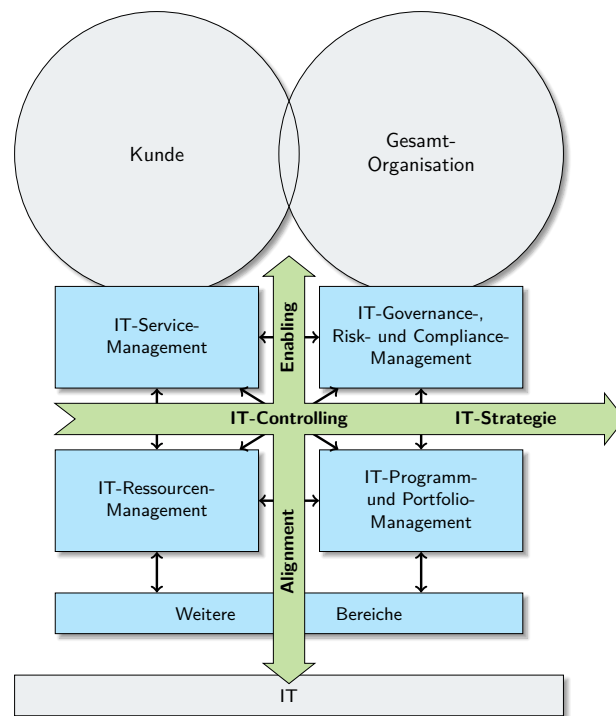 Kunde
Gesamt-
Organisation
IT-Service-
Management
Enabling
IT-Governance-,
Risk- und Compliance-
Management
IT-Controlling
IT-Strategie
IT-Ressourcen-
Management
Alignment
IT-Programm-
und Portfolio-
Management
Weitere
Bereiche
IT